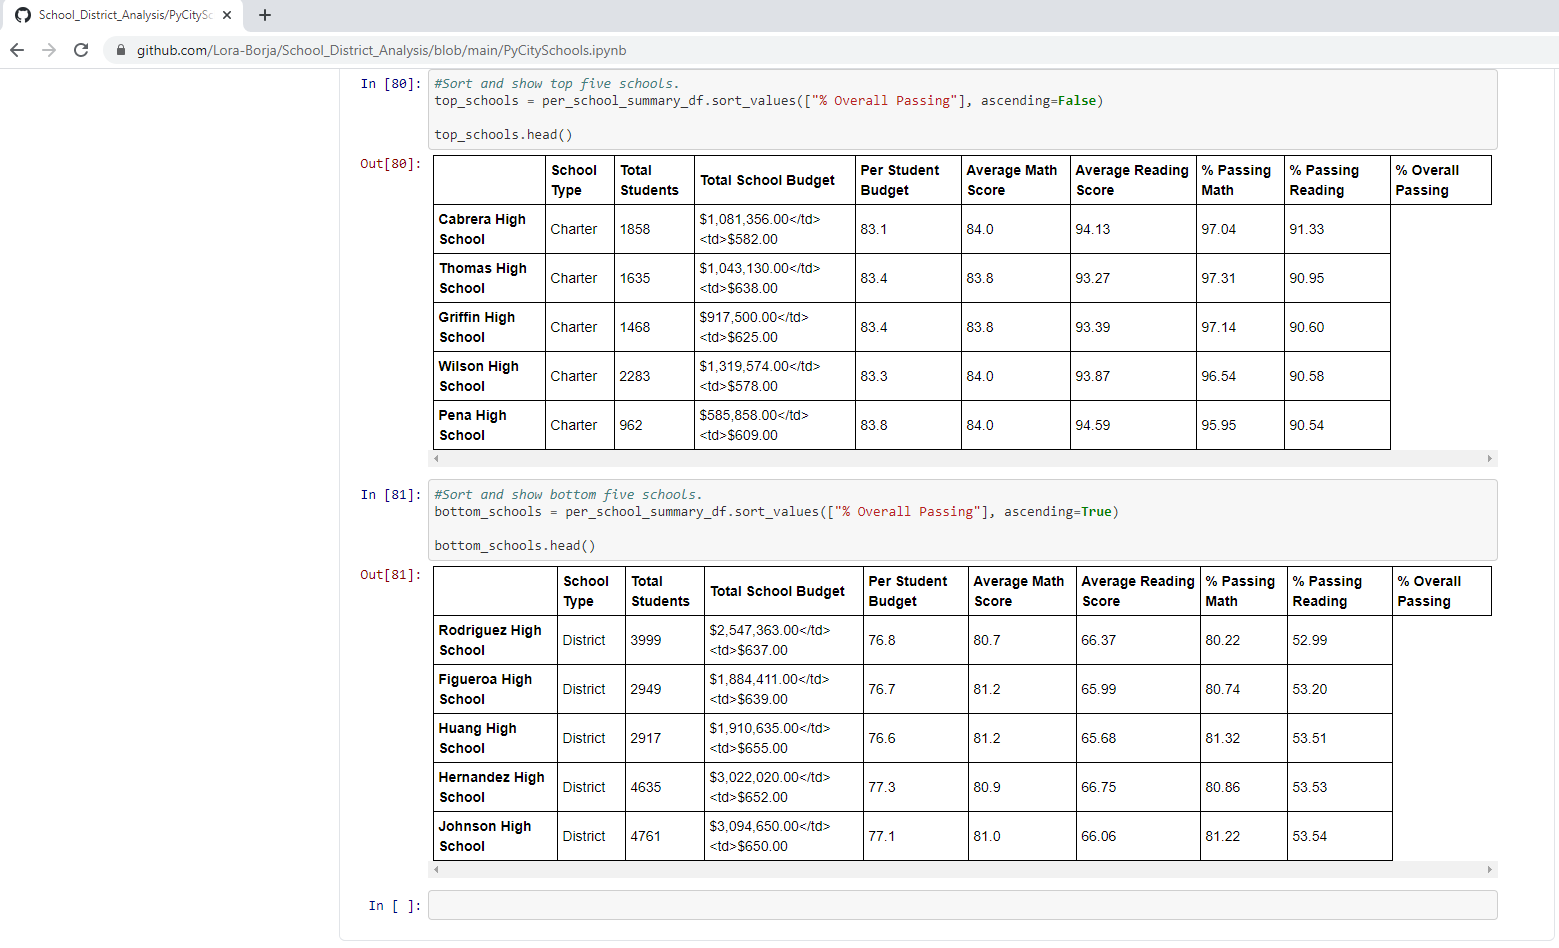 School_District_Analysis/PyCitySc
github.com/Lora-Borja/School_District_Analysis/blob/main/PyCitySchools.ipynb
In [80]:
#Sort and show top five schools.
top_schools = per_school_summary_df.sort_values(["% Overall Passing"], ascending=False)
top_schools.head()
Out[80]:
School Type Total Students Total School Budget Per Student Budget Average Math Score Average Reading Score % Passing Math % Passing Reading % Overall Passing
Cabrera High School Charter 1858 $1,081,356.00</td> <td>$582.00 83.1 84.0 94.13 97.04 91.33
Thomas High School Charter 1635 $1,043,130.00</td> <td>$638.00 83.4 83.8 93.27 97.31 90.95
Griffin High School Charter 1468 $917,500.00</td> <td>$625.00 83.4 83.8 93.39 97.14 90.60
Wilson High School Charter 2283 $1,319,574.00</td> <td>$578.00 83.3 84.0 93.87 96.54 90.58
Pena High School Charter 962 $585,858.00</td> <td>$609.00 83.8 84.0 94.59 95.95 90.54
In [81]:
#Sort and show bottom five schools.
bottom_schools = per_school_summary_df.sort_values(["% Overall Passing"], ascending=True)
bottom_schools.head()
Out[81]:
School Type Total Students Total School Budget Per Student Budget Average Math Score Average Reading Score % Passing Math % Passing Reading % Overall Passing
Rodriguez High School District 3999 $2,547,363.00</td> <td>$637.00 76.8 80.7 66.37 80.22 52.99
Figueroa High School District 2949 $1,884,411.00</td> <td>$639.00 76.7 81.2 65.99 80.74 53.20
Huang High School District 2917 $1,910,635.00</td> <td>$655.00 76.6 81.2 65.68 81.32 53.51
Hernandez High School District 4635 $3,022,020.00</td> <td>$652.00 77.3 80.9 66.75 80.86 53.53
Johnson High School District 4761 $3,094,650.00</td> <td>$650.00 77.1 81.0 66.06 81.22 53.54
In [ ]: